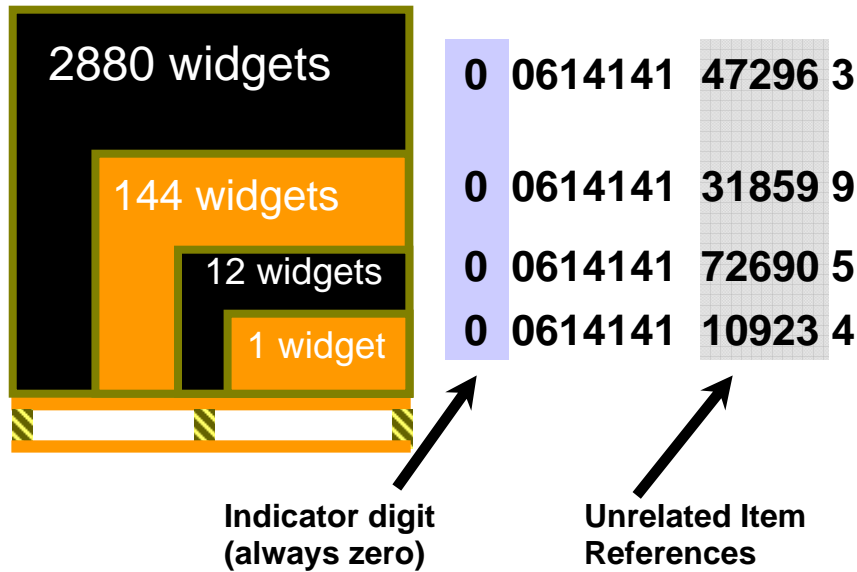 2880 widgets 0 0614141 47296 3
144 widgets 0 0614141 31859 9
12 widgets 0 0614141 72690 5
1 widget 0 0614141 10923 4
Indicator digit
(always zero)
Unrelated Item
References